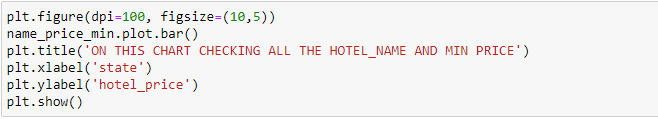 plt.figure(dpi=100, figsize=(10,5))
name_price_min.plot.bar()
plt.title('ON THIS CHART CHECKING ALL THE HOTEL_NAME AND MIN PRICE')
plt.xlabel('state')
plt.ylabel('hotel_price')
plt.show()